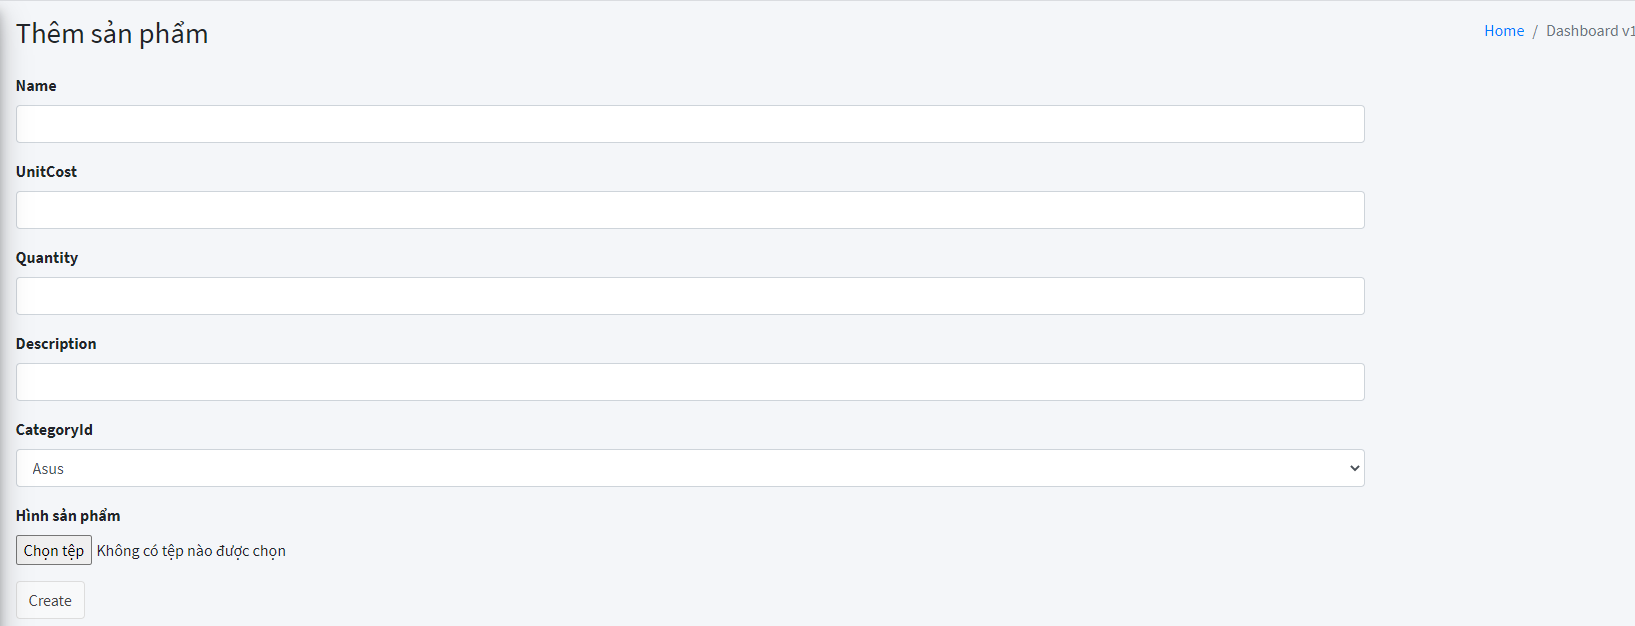 Thêm sản phẩm
Home / Dashboard v1
Name
UnitCost
Quantity
Description
CategoryId
Asus
Hình sản phẩm
Chọn tệp Không có tệp nào được chọn
Create